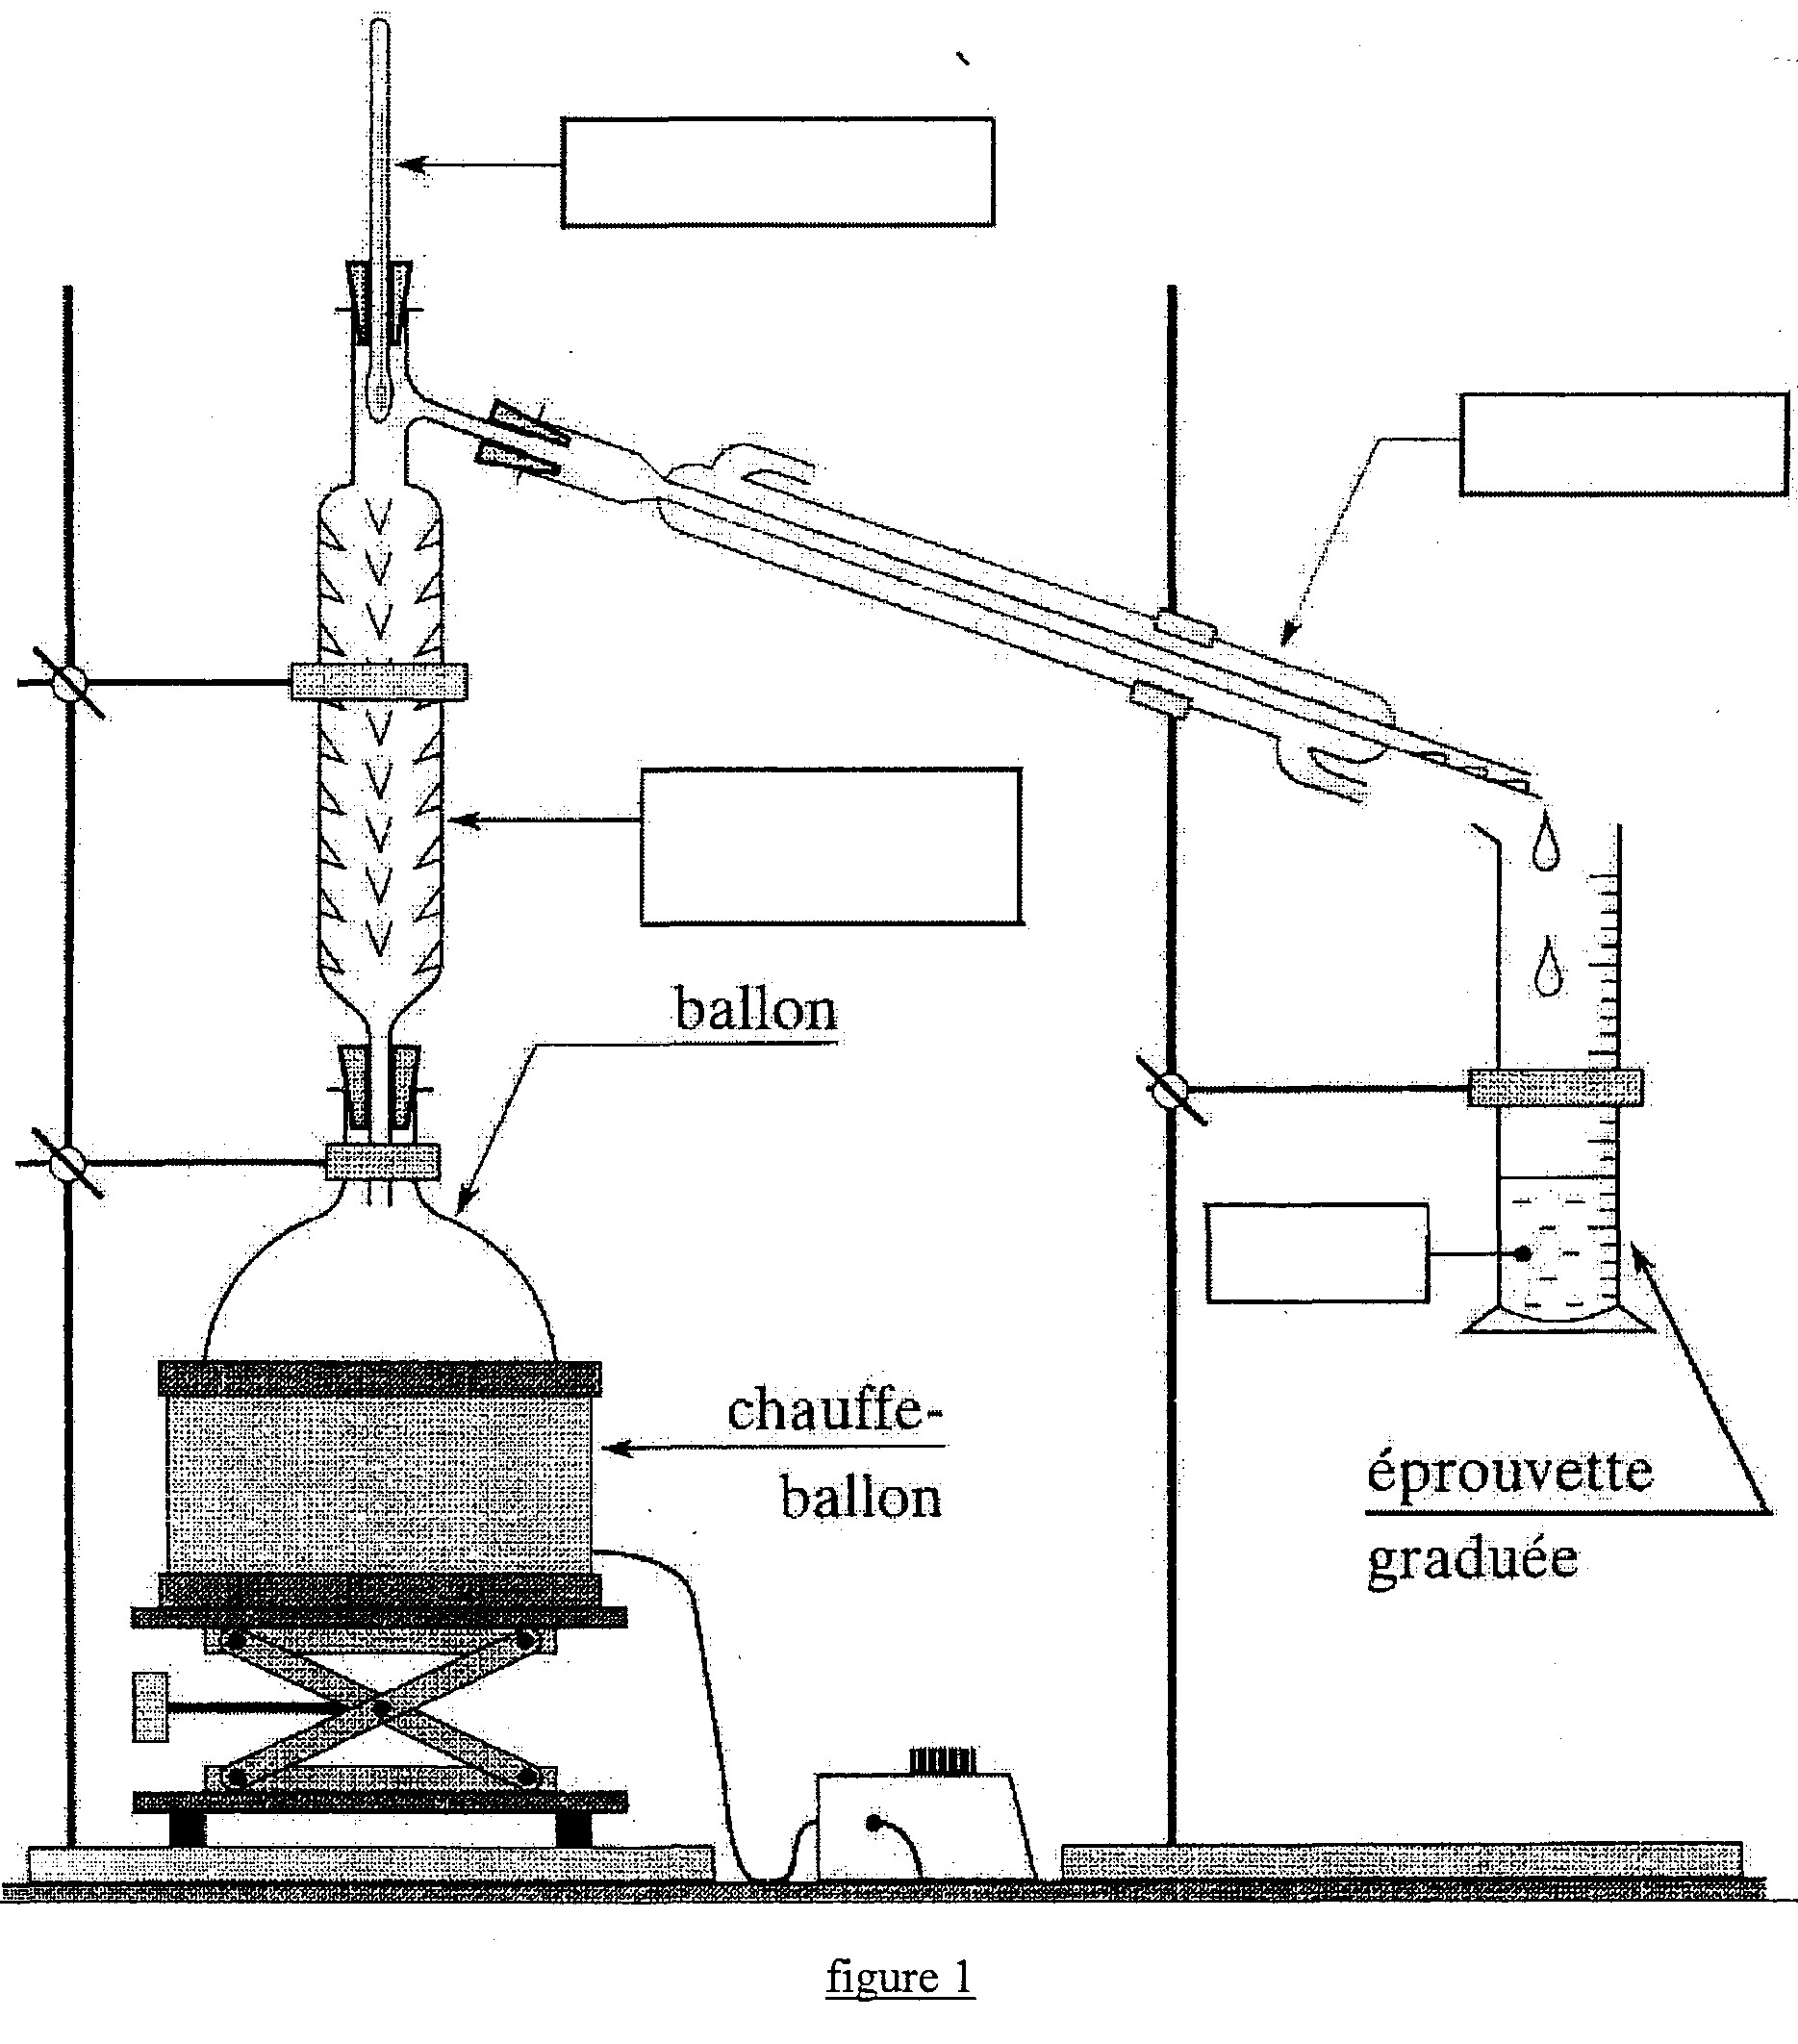 ballon
chauffe-
ballon
éprouvette
graduée
figure 1